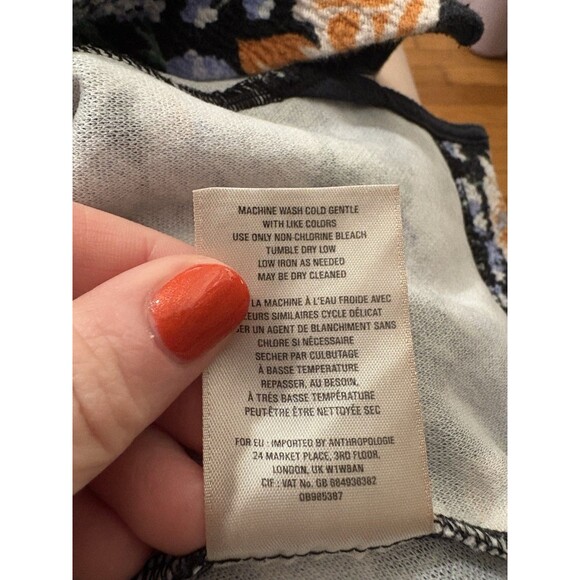 MACHINE WASH COLD GENTLE
WITH LIKE COLORS
USE ONLY NON-CHLORINE BLEACH
TUMBLE DRY LOW
LOW IRON AS NEEDED
MAY BE DRY CLEANED
LA MACHINE À L'EAU FROIDE AVEC
SIMILAIRES CYCLE DÉLICAT
UN AGENT DE BLANCHIMENT SANS
CHLORE SI NÉCESSAIRE
SECHER PAR CULBUTAGE
À BASSE TEMPERATURE
REPASSER, AU BESOIN,
À TRÈS BASSE TEMPÉRATURE
PEUT-ÊTRE ÊTRE NETTOYÉE SEC
FOR EU : IMPORTED BY ANTHROPOLOGIE
24 MARKET PLACE, 3RD FLOOR,
LONDON, UK W1W8AN
CIF : VAT No. GB 084936382
OB985387